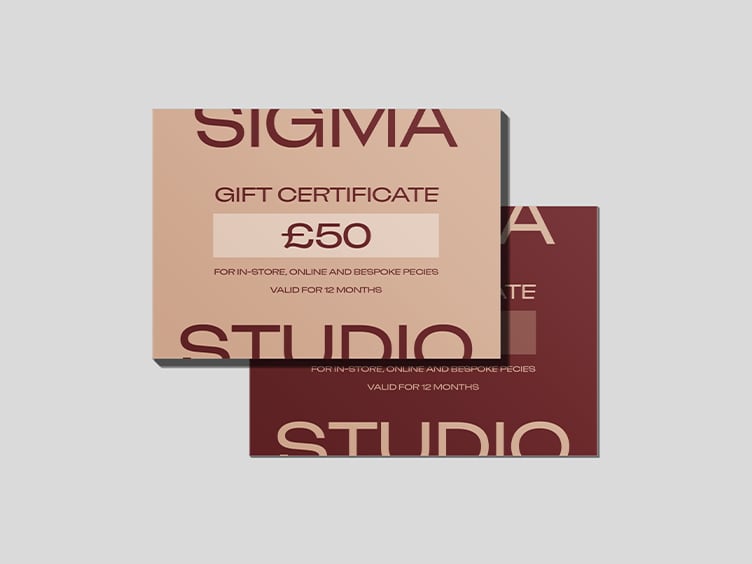 SIGMA
GIFT CERTIFICATE
£50
FOR IN-STORE, ONLINE AND BESPOKE PECIES
VALID FOR 12 MONTHS
STUDIO
A
ATE
FOR IN-STORE, ONLINE AND BESPOKE PECIES
VALID FOR 12 MONTHS
STUDIO